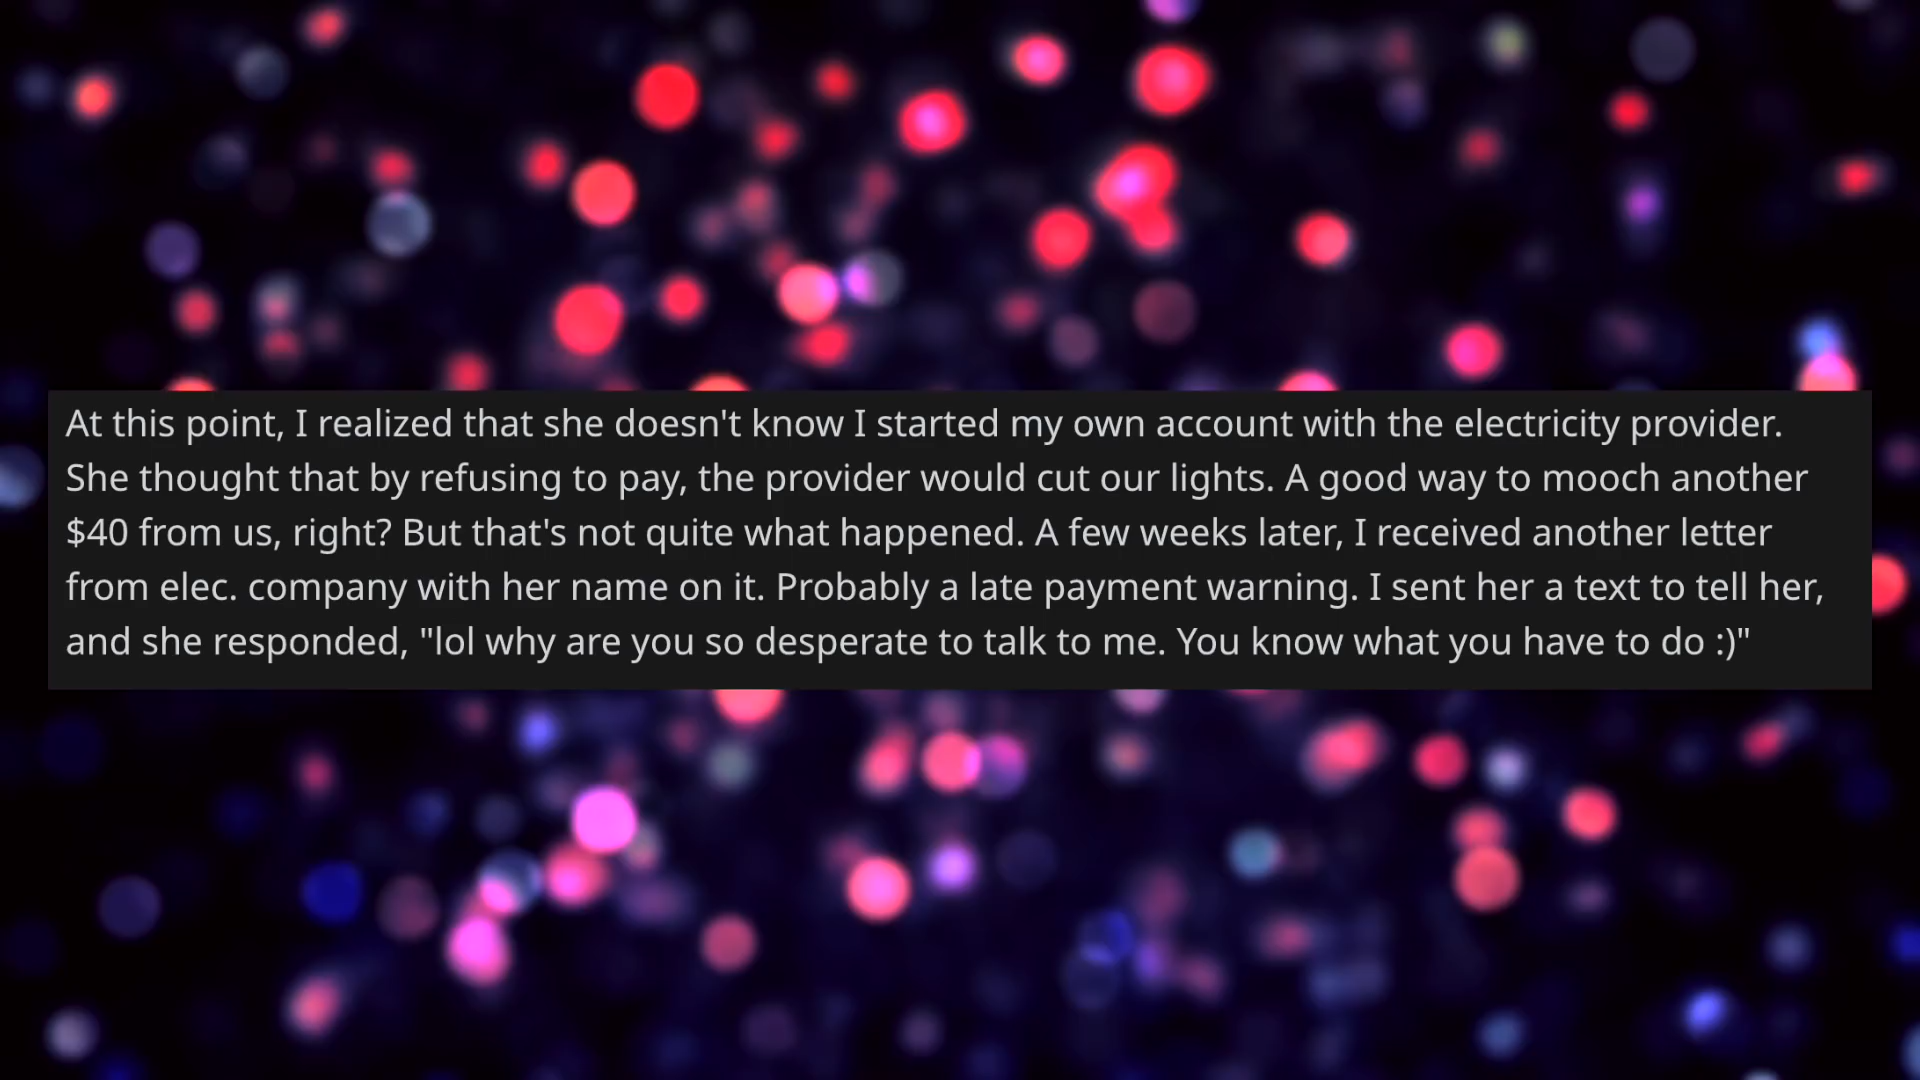 At this point, I realized that she doesn't know I started my own account with the electricity provider.
She thought that by refusing to pay, the provider would cut our lights. A good way to mooch another
$40 from us, right? But that's not quite what happened. A few weeks later, I received another letter
from elec. company with her name on it. Probably a late payment warning. I sent her a text to tell her,
and she responded, "lol why are you so desperate to talk to me. You know what you have to do :)"